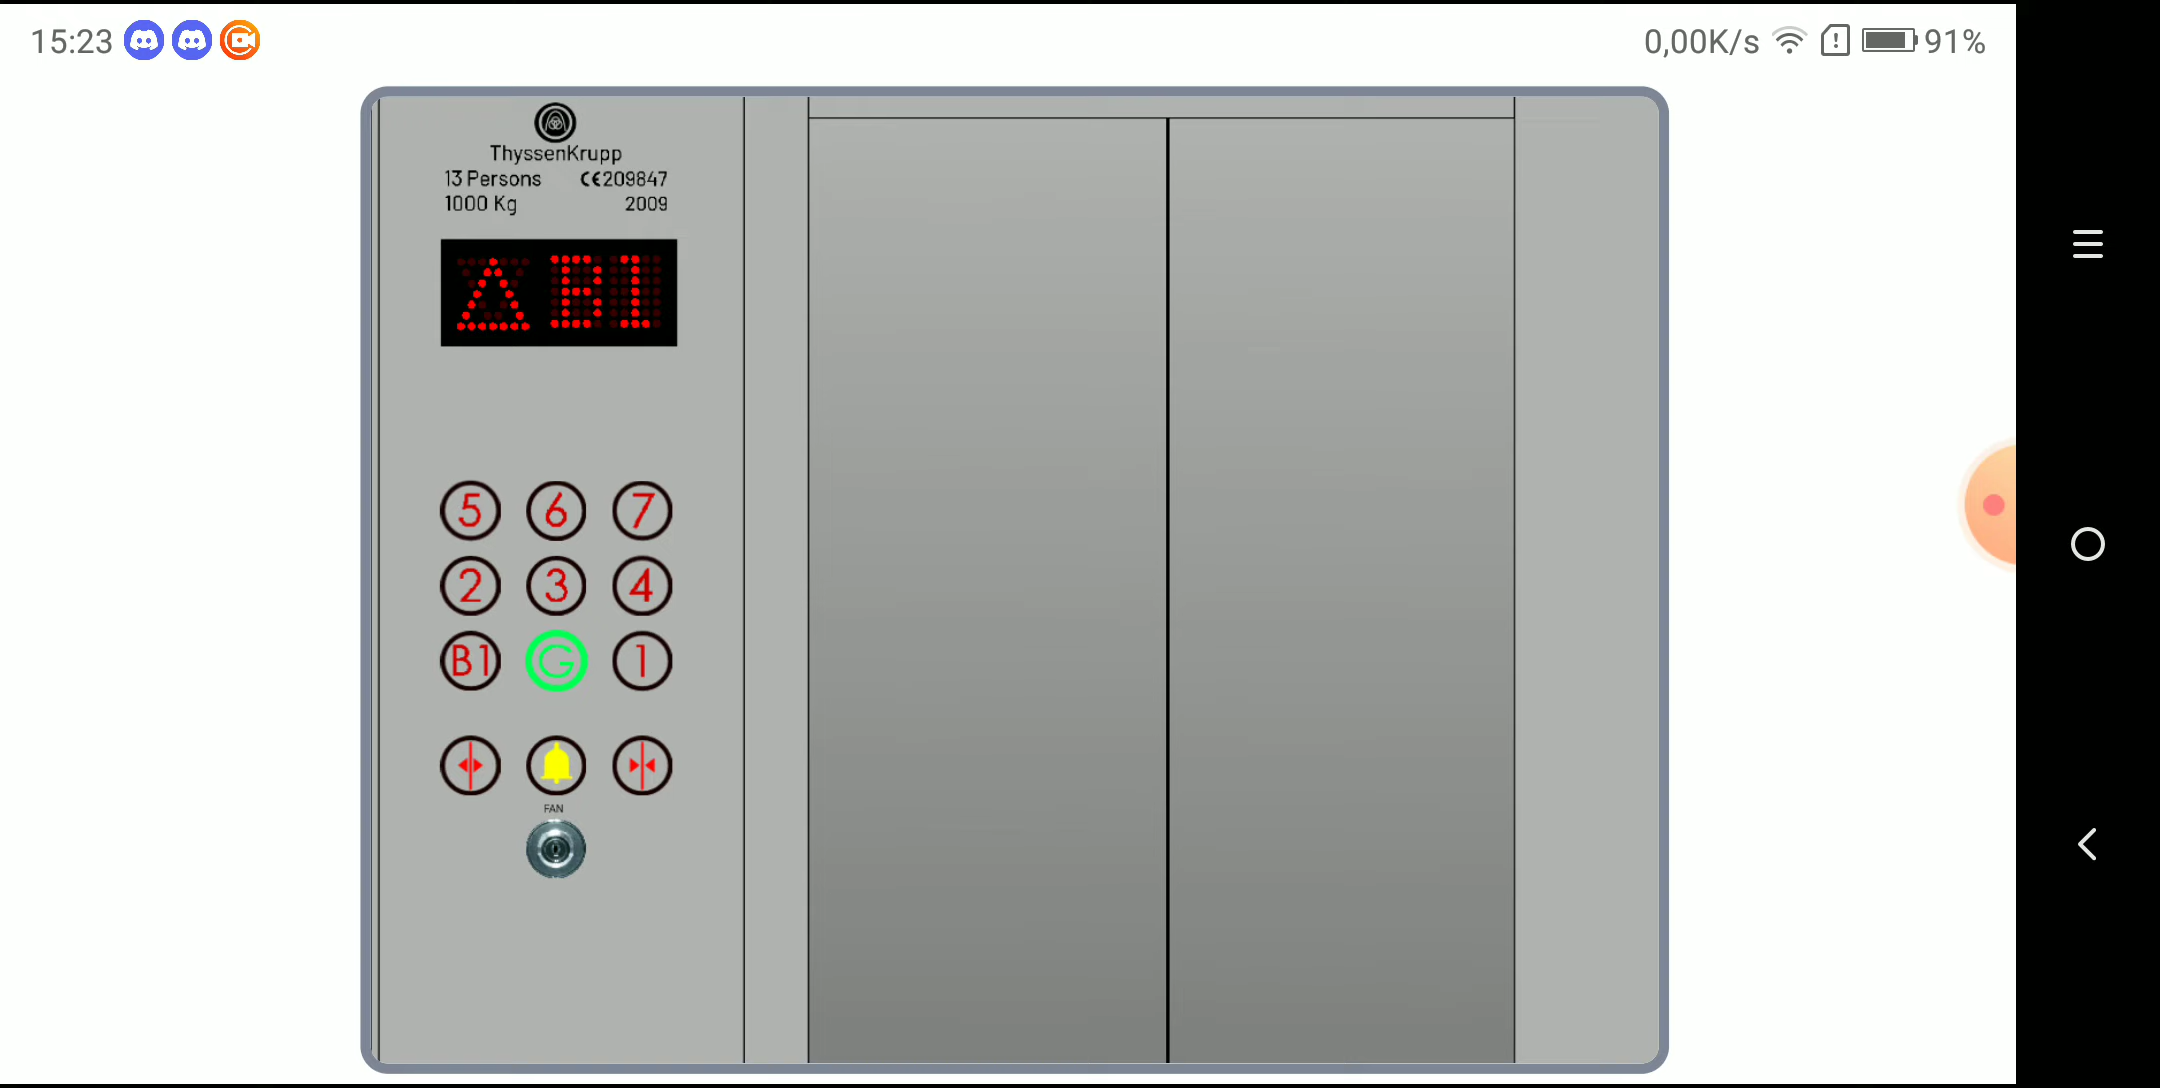 15:23
0,00K/s
91%
ThyssenKrupp
13 Persons CE209847
1000 Kg 2009
B1
5 6 7
2 3 4
B1 G 1
FAN